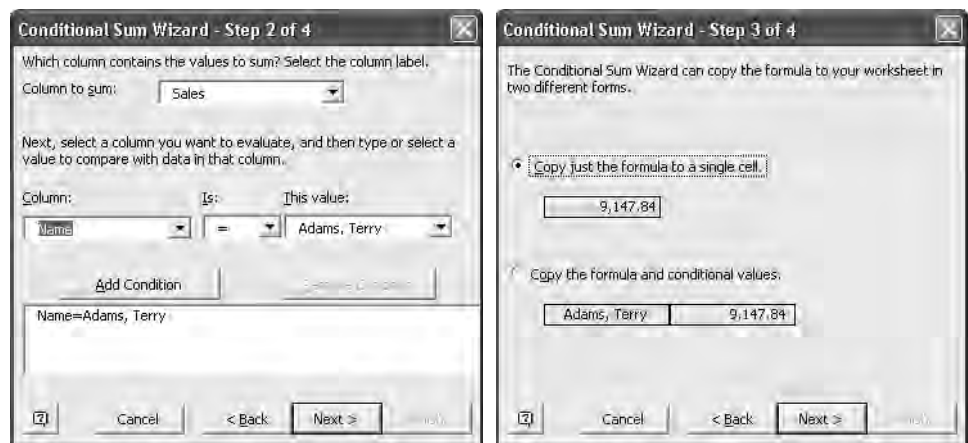 Conditional Sum Wizard - Step 2 of 4
Which column contains the values to sum? Select the column label.
Column to sum: Sales
Next, select a column you want to evaluate, and then type or select a
value to compare with data in that column.
Column: Is: This value:
Name = Adams, Terry
Add Condition
Name=Adams, Terry
Cancel < Back Next >
Conditional Sum Wizard - Step 3 of 4
The Conditional Sum Wizard can copy the formula to your worksheet in
two different forms.
Copy just the formula to a single cell.
9,147.84
Copy the formula and conditional values.
Adams, Terry 9,147.84
Cancel < Back Next >